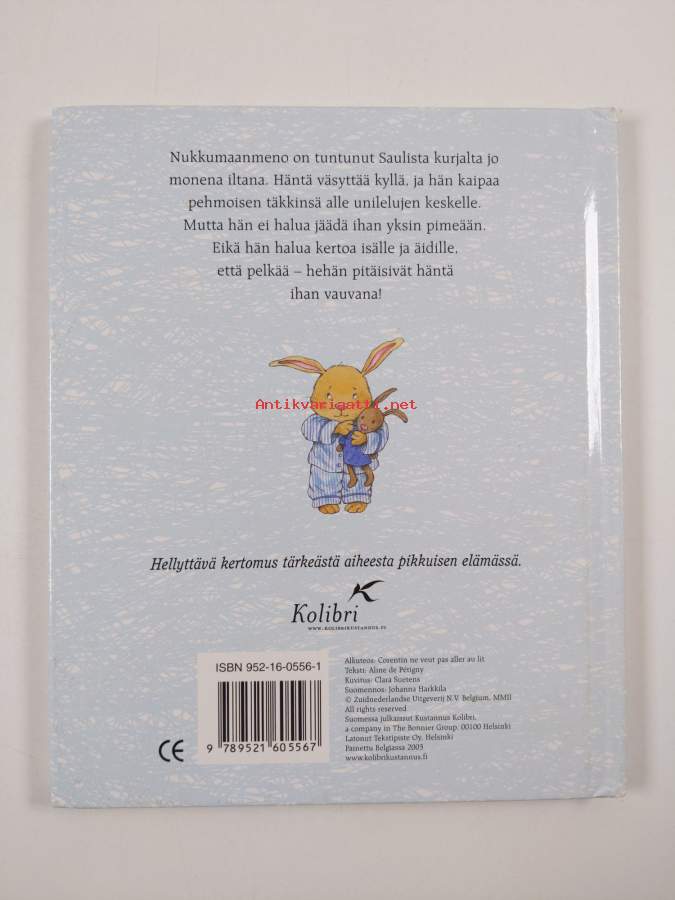 Nukkumaanmeno on tuntunut Saulista kurjalta jo
monena iltana. Häntä väsyttää kyllä, ja hän kaipaa
pehmoisen täkkinsä alle unilelujen keskelle.
Mutta hän ei halua jäädä ihan yksin pimeään.
Eikä hän halua kertoa isälle ja äidille,
että pelkää – hehän pitäisivät häntä
ihan vauvana!
Antikvariaatti.net
Hellyttävä kertomus tärkeästä aiheesta pikkuisen elämässä.
Kolibri
WWW.KOLIBRIKUSTANNUS.FI
ISBN 952-16-0556-1
9 789521 605567
CE
Alkuteos: Corentin ne veut pas aller au lit
Teksti: Aline de Pétigny
Kuvitus: Clara Suetens
Suomennos: Johanna Harkkila
© Zuidnederlandse Uitgeverij N.V. Belgium, MMII
All rights reserved
Suomessa julkaissut Kustannus Kolibri,
a company in The Bonnier Group. 00100 Helsinki
Latonut Tekstipiste Oy, Helsinki
Painettu Belgiassa 2003
www.kolibrikustannus.fi